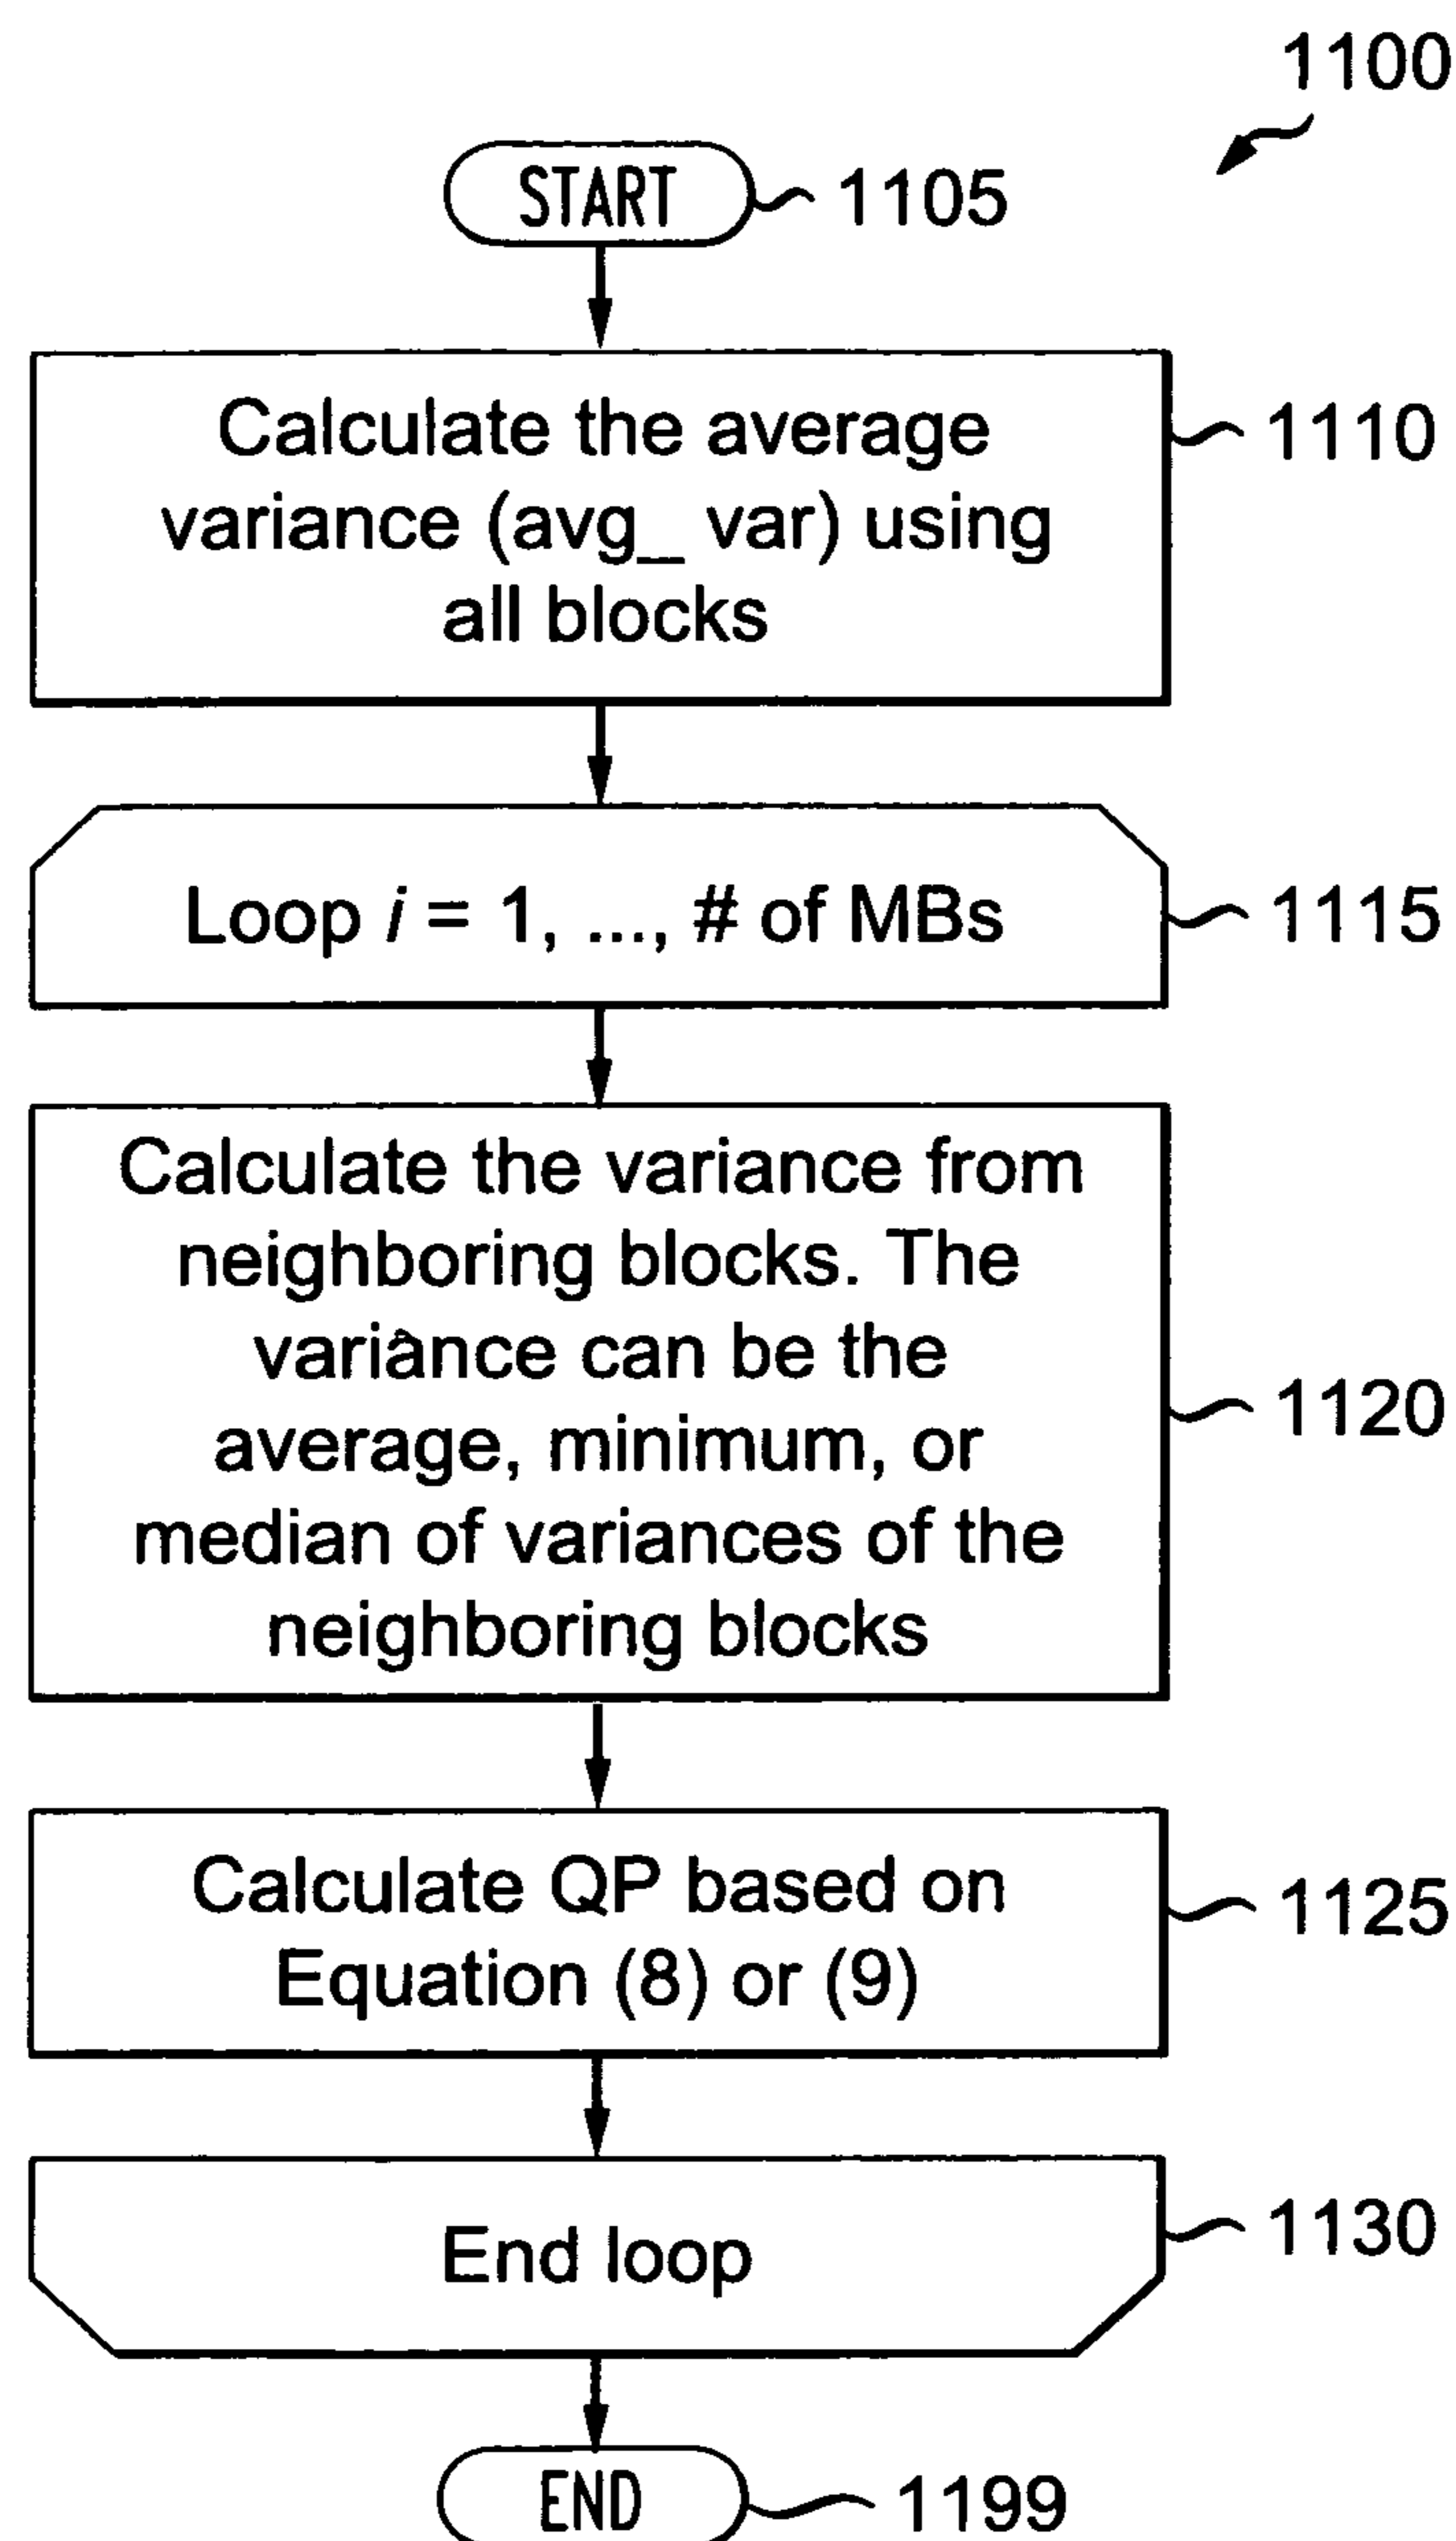 1100
START
1105
Calculate the average
variance (avg_ var) using
all blocks
1110
Loop i = 1, ..., # of MBs
1115
Calculate the variance from
neighboring blocks. The
variance can be the
average, minimum, or
median of variances of the
neighboring blocks
1120
Calculate QP based on
Equation (8) or (9)
1125
End loop
1130
END
1199